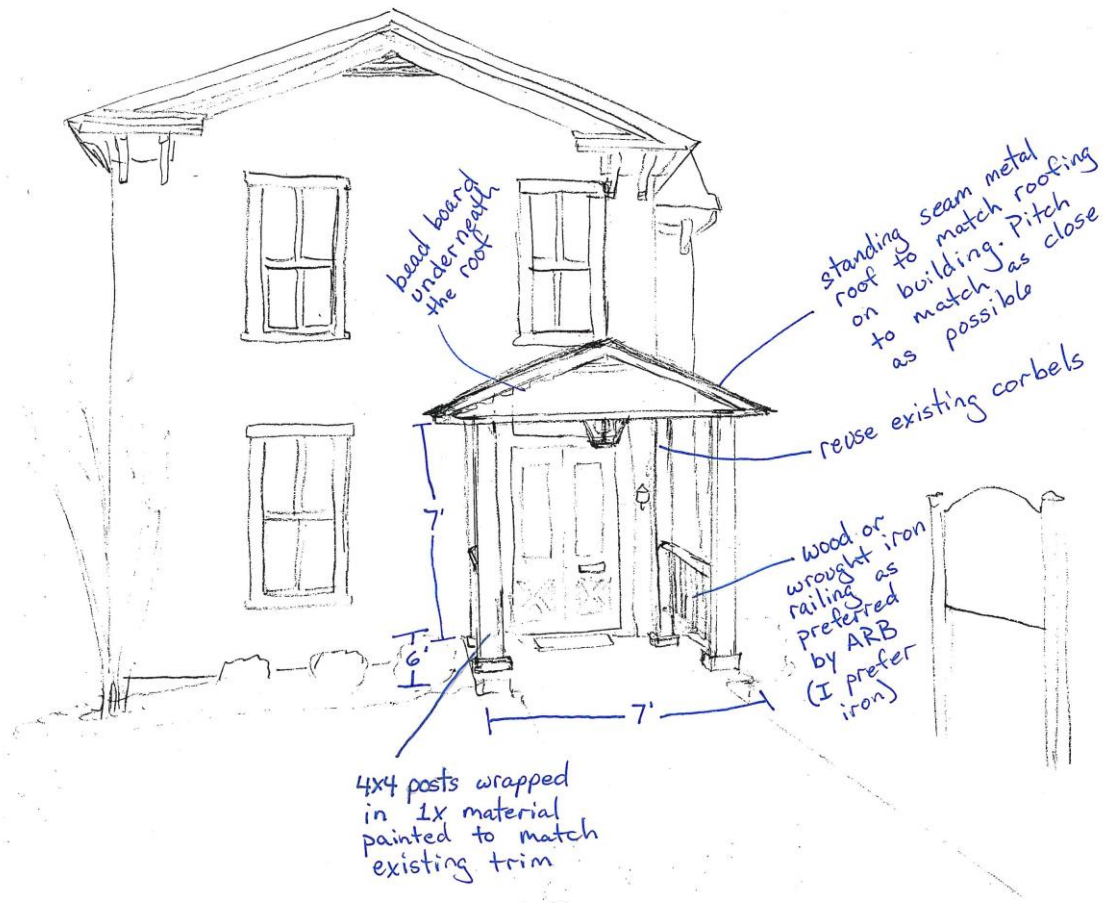 bead board
underneath
the roof
standing seam metal
roof to match roofing
on building. Pitch
to match as close
as possible
reuse existing corbels
7'
wood or
wrought iron
railing as
preferred
by ARB
(I prefer
iron)
6'
7'
4x4 posts wrapped
in 1x material
painted to match
existing trim